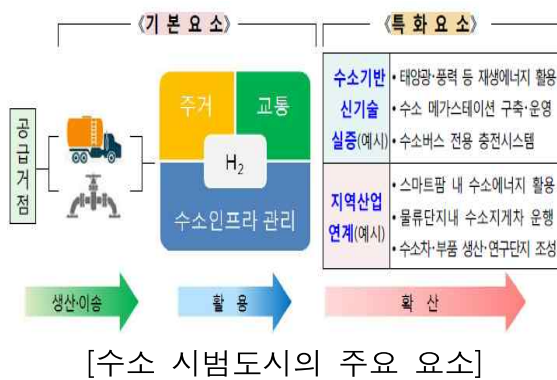 《기본요소》
《특화요소》
공급거점
주거
교통
H₂
수소인프라 관리
수소기반
신기술
실증(예시)
• 태양광·풍력 등 재생에너지 활용
• 수소 메가스테이션 구축·운영
• 수소버스 전용 충전시스템
지역산업
연계(예시)
• 스마트팜 내 수소에너지 활용
• 물류단지내 수소지게차 운행
• 수소차·부품 생산·연구단지 조성
생산·이송
활 용
확 산
[수소 시범도시의 주요 요소]